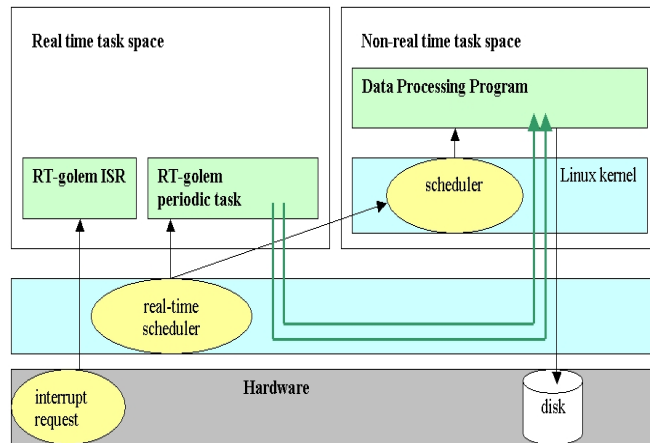 Real time task space
Non-real time task space
Data Processing Program
RT-golem ISR
RT-golem
periodic task
scheduler
Linux kernel
real-time
scheduler
Hardware
interrupt
request
disk